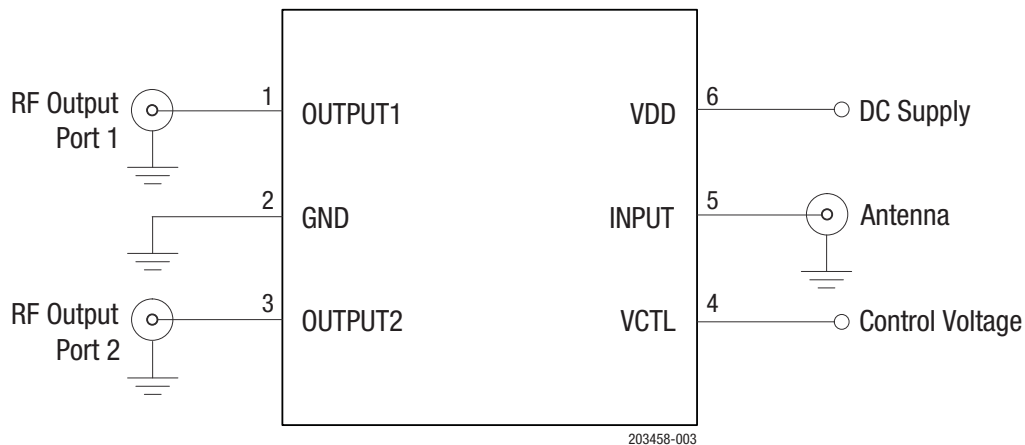 RF Output
Port 1
1
OUTPUT1
VDD
6
DC Supply
2
GND
INPUT
5
Antenna
RF Output
Port 2
3
OUTPUT2
VCTL
4
Control Voltage
203458-003